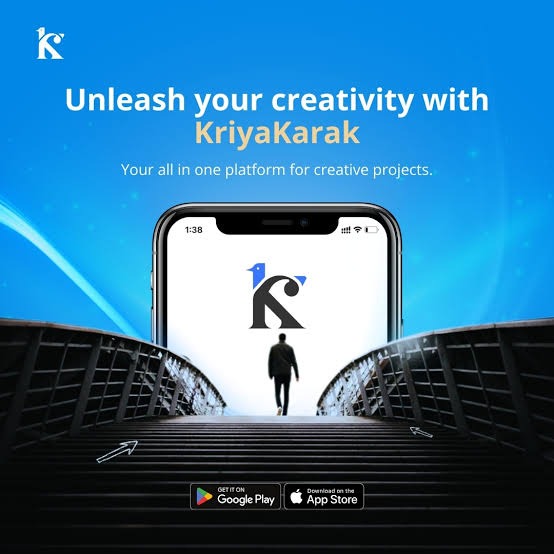 Unleash your creativity with
KriyaKarak
Your all in one platform for creative projects.
1:38
GET IT ON
Google Play
Download on the
App Store